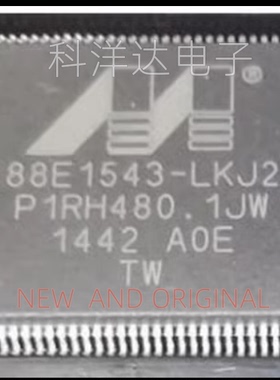 科洋达电子
®
88E1543-LKJ2
P1RH480.1JW
1442 A0E
TW
NEW AND ORIGINAL